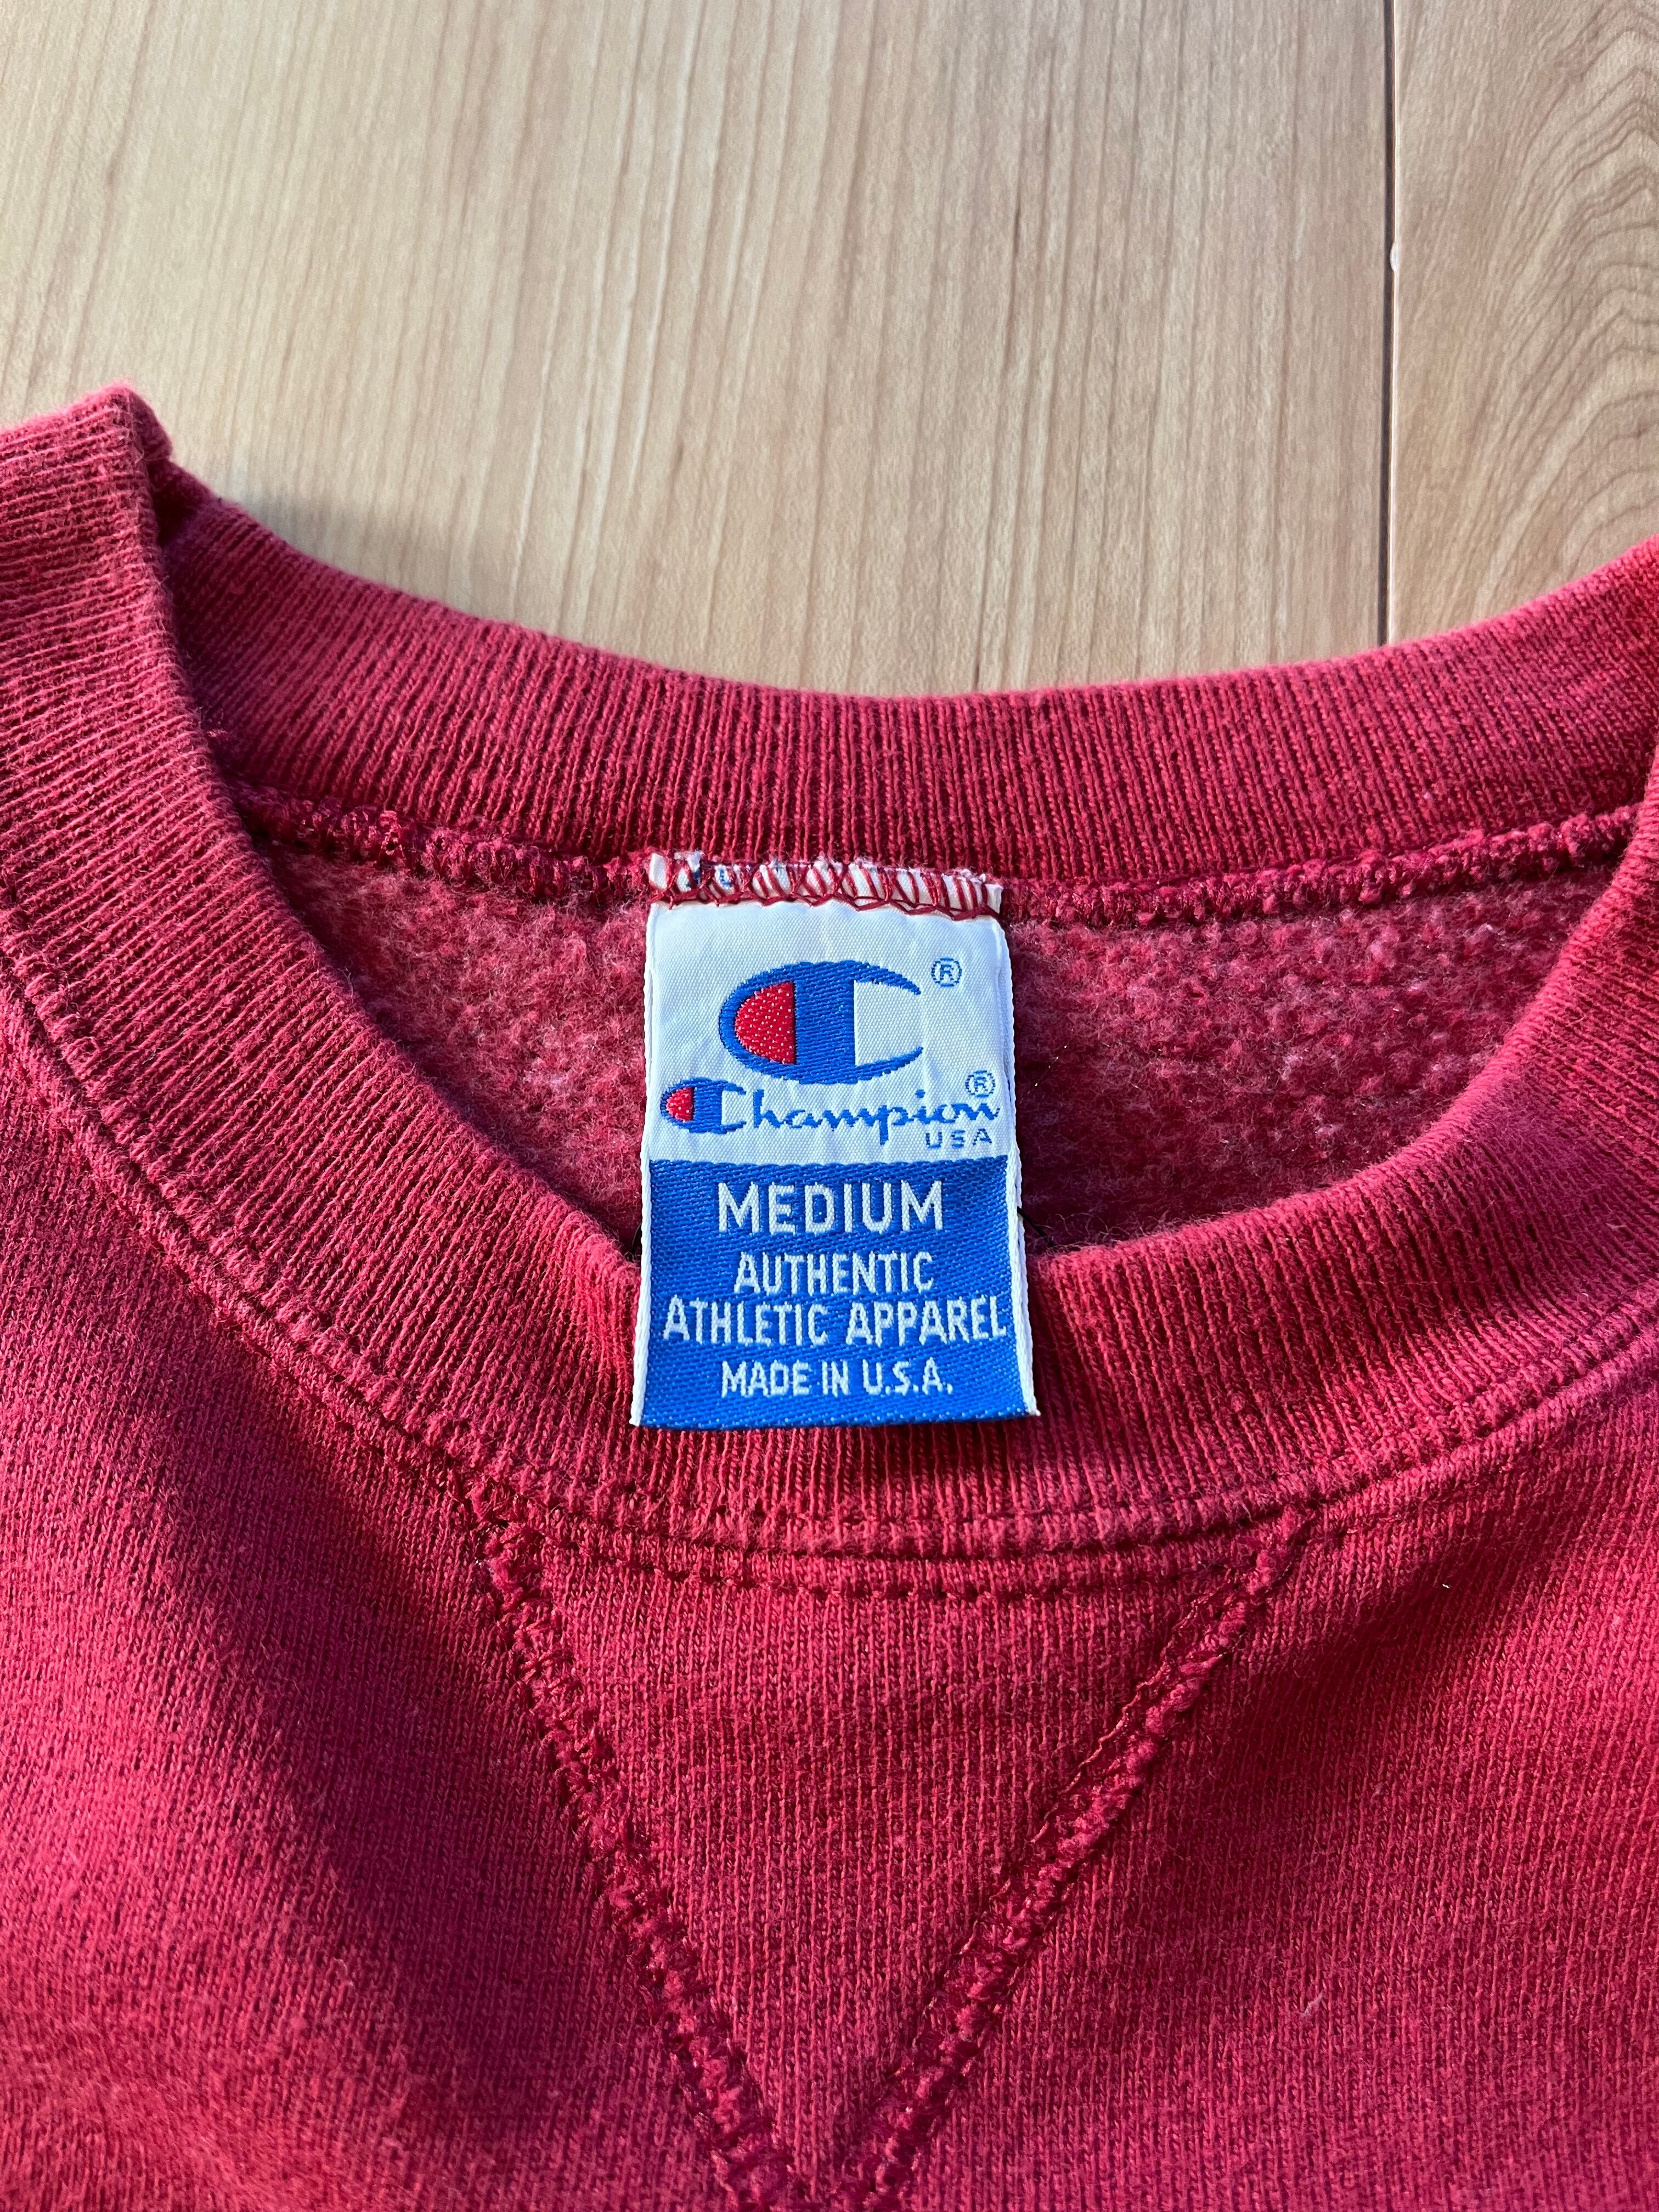 ®
Champion®
USA
MEDIUM
AUTHENTIC
ATHLETIC APPAREL
MADE IN U.S.A.